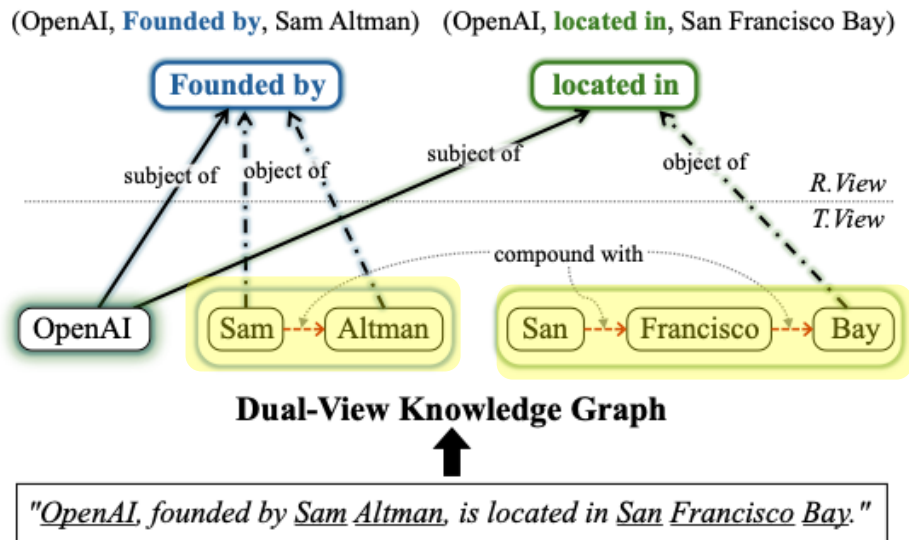 (OpenAI, Founded by, Sam Altman) (OpenAI, located in, San Francisco Bay)
Founded by located in
subject of object of subject of object of
R.View
T.View
compound with
OpenAI Sam Altman San Francisco Bay
Dual-View Knowledge Graph
"OpenAI, founded by Sam Altman, is located in San Francisco Bay."